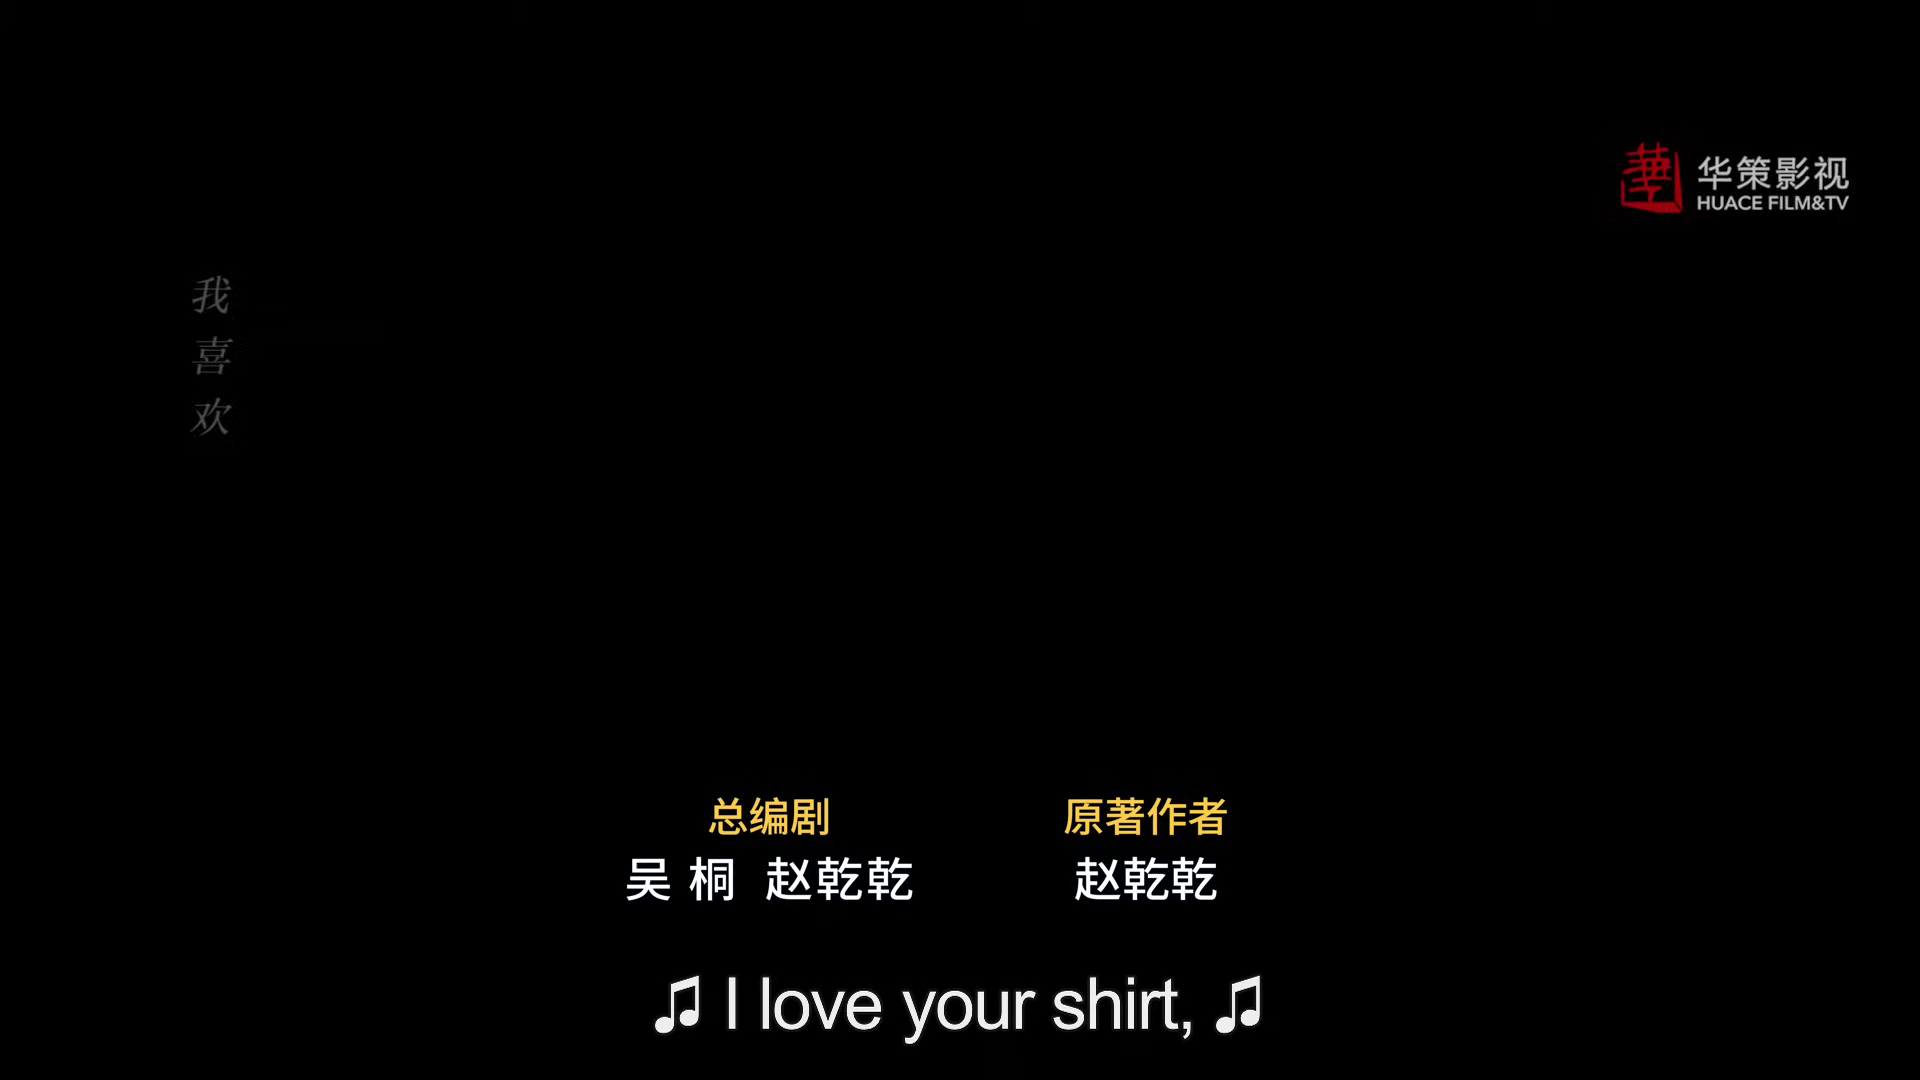 华策影视
HUACE FILM&TV
我喜欢
总编剧
原著作者
吴桐 赵乾乾
赵乾乾
♫ I love your shirt, ♫